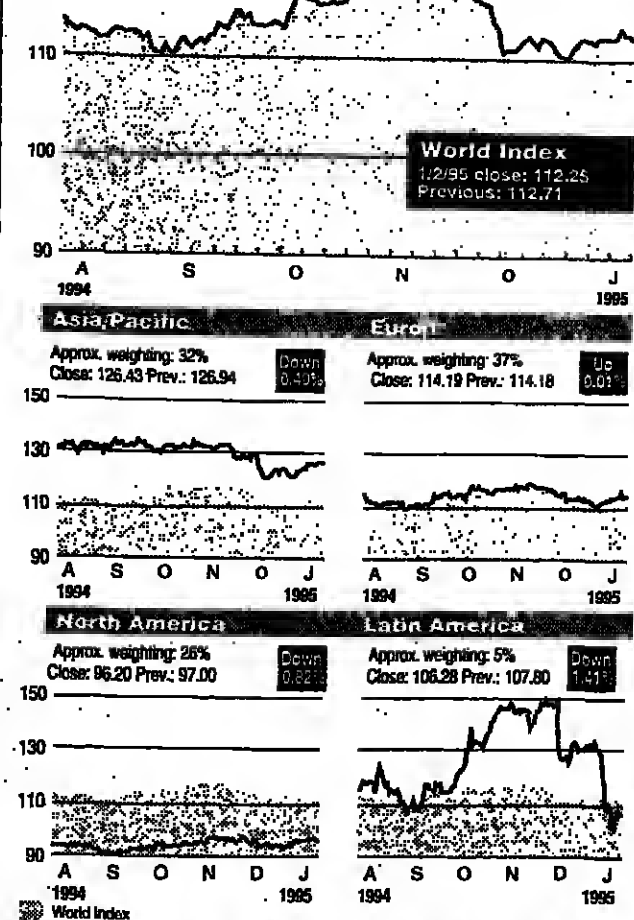 110
100
World Index
1/2/95 close: 112.25
Previous: 112.71
90
A S O N O J
1994 1995
Asia/Pacific
Approx. weighting: 32%
Close: 126.43 Prev.: 126.94
Down
0.40%
150
130
110
90
A S O N O J
1994 1995
Approx. weighting: 37%
Close: 114.19 Prev.: 114.18
Up
0.01%
A S O N O J
1994 1995
North America
Approx. weighting: 26%
Close: 96.20 Prev.: 97.00
Down
0.82%
150
130
110
90
A S O N D J
1994 1995
World Index
Latin America
Approx. weighting: 5%
Close: 106.28 Prev.: 107.80
Down
1.41%
A S O N D J
1994 1995